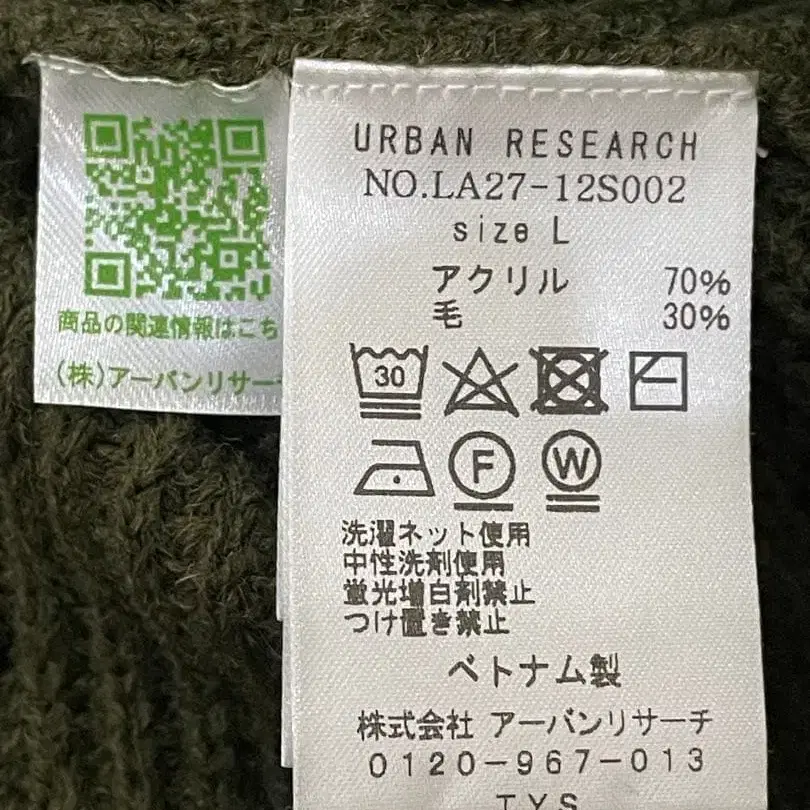 商品の関連情報はこち
(株)アーバンリサーチ
URBAN RESEARCH
NO.LA27-12S002
size L
アクリル 70%
毛 30%
30
F W
洗濯ネット使用
中性洗剤使用
蛍光増白剤禁止
つけ置き禁止
ベトナム製
株式会社 アーバンリサーチ
0120-967-013
TYS